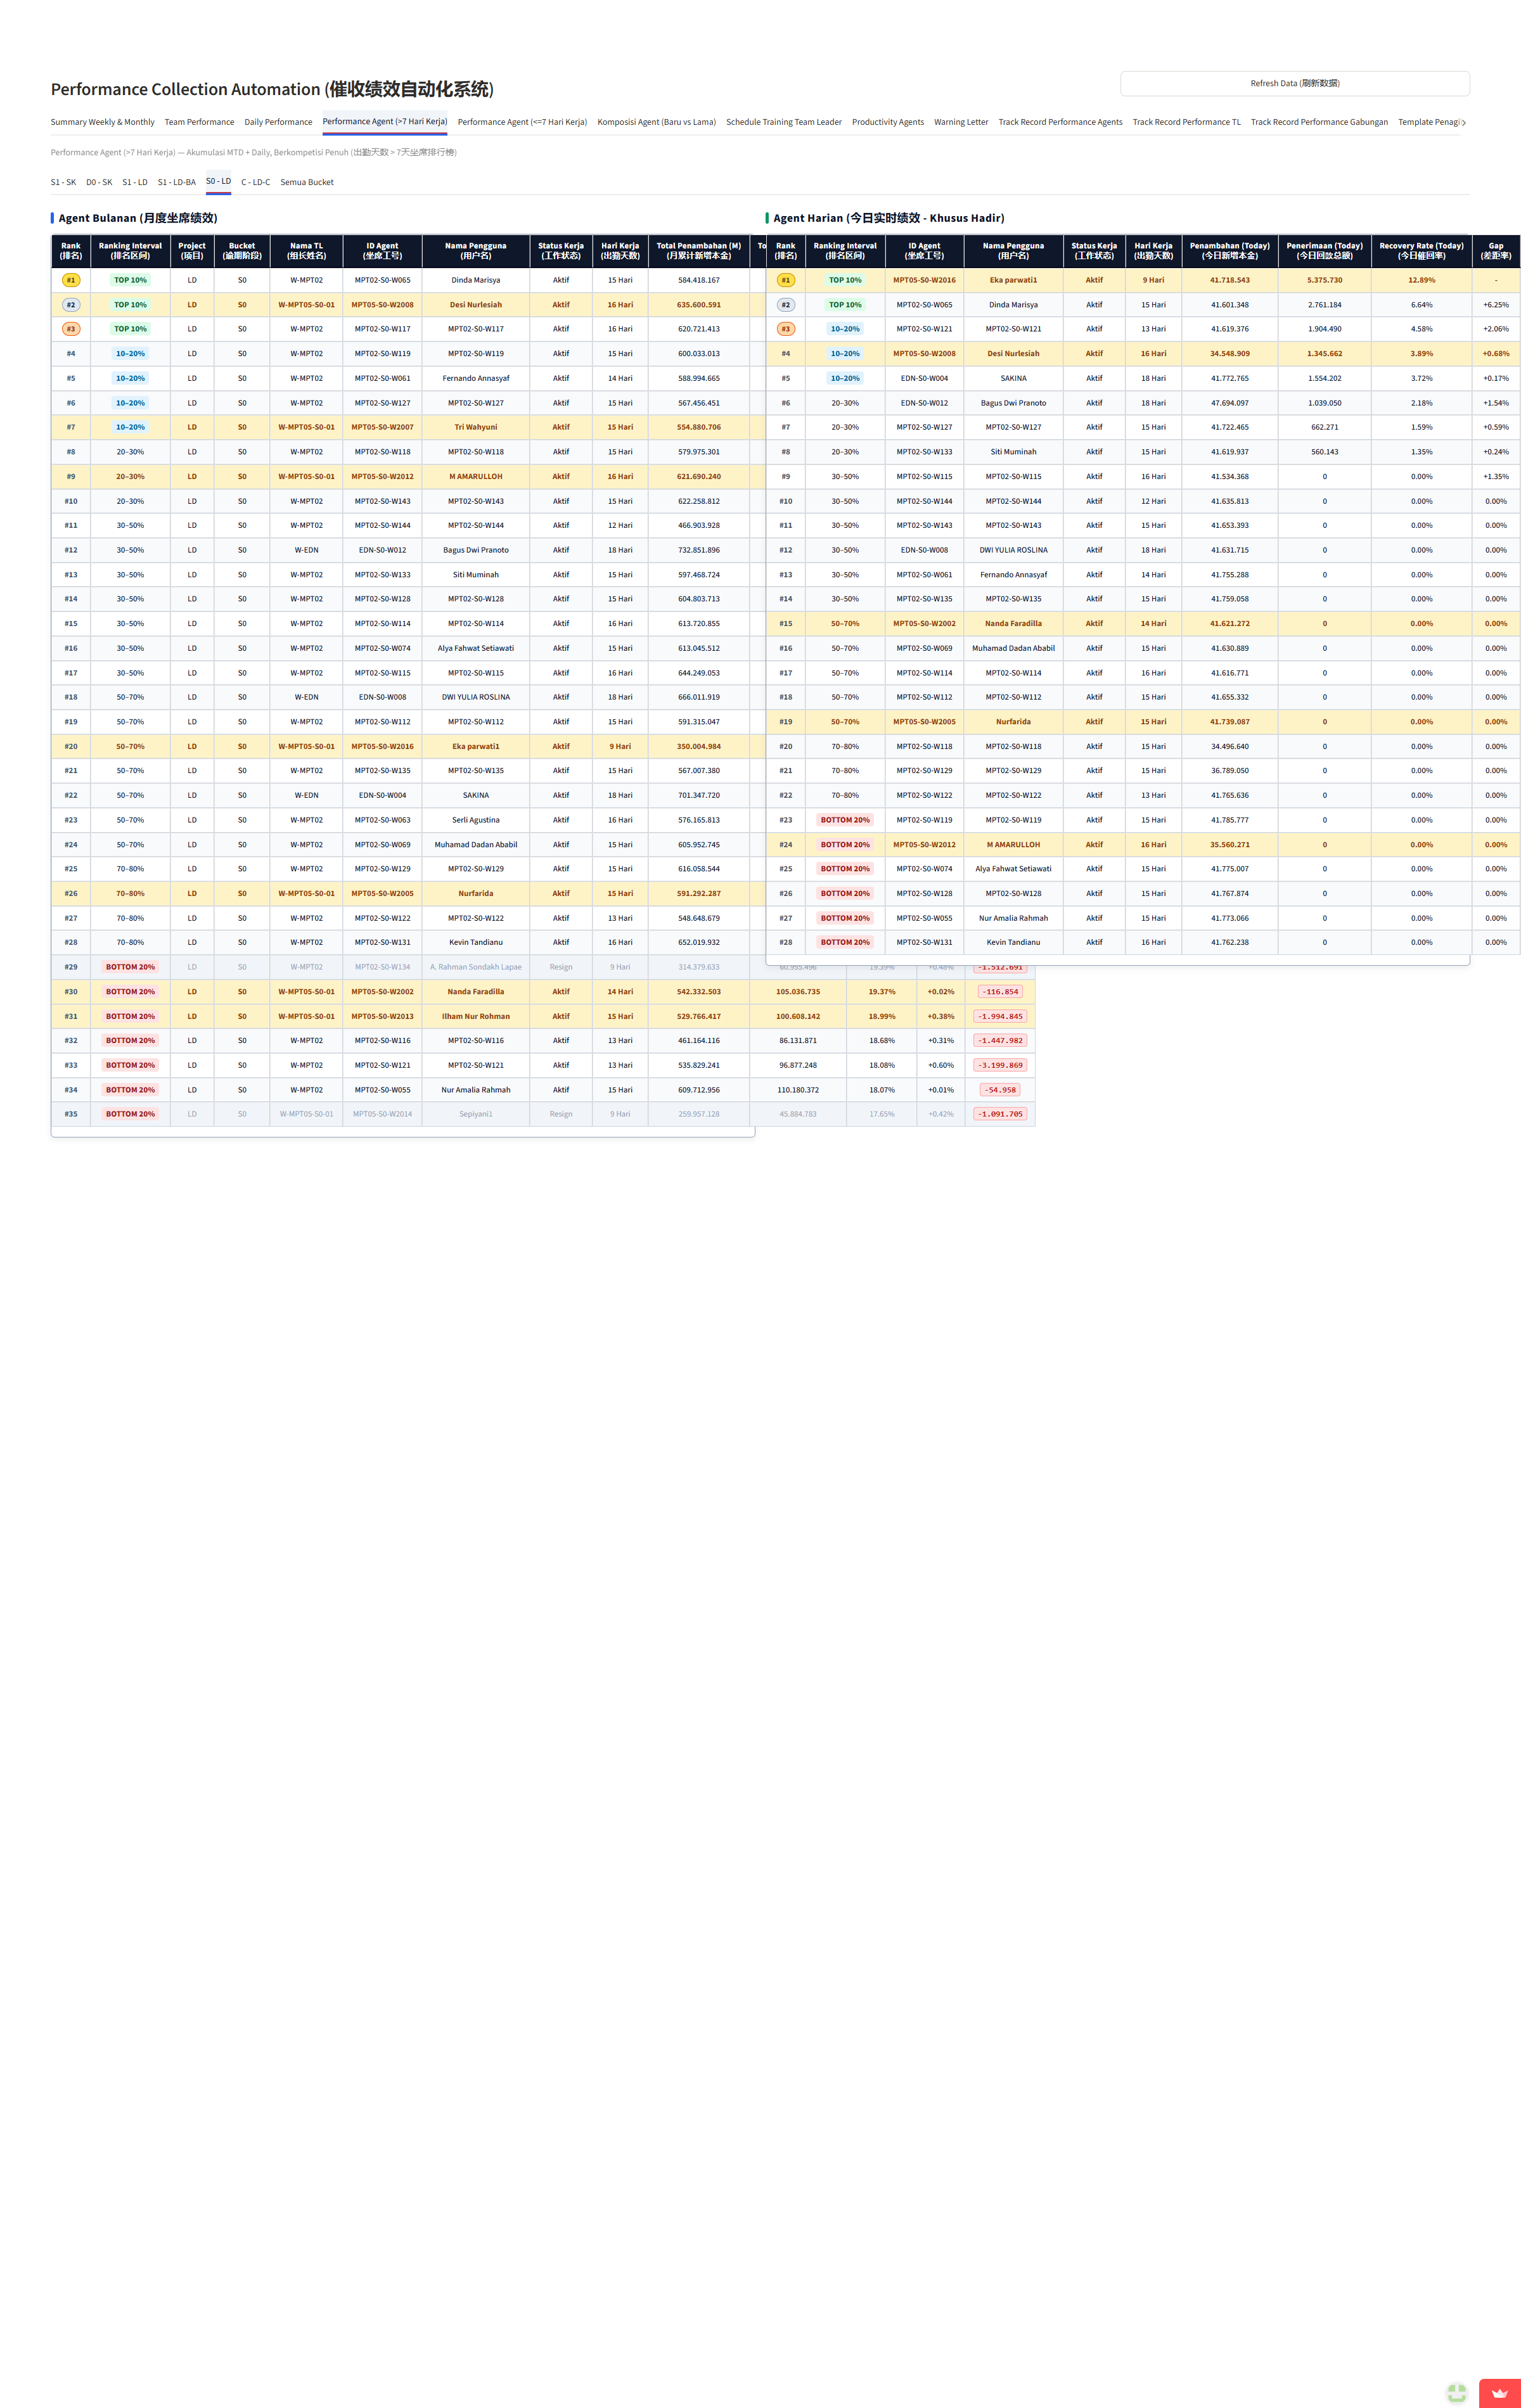 Performance Collection Automation (催收绩效自动化系统)
Refresh Data (刷新数据)
Summary Weekly & Monthly Team Performance Daily Performance Performance Agent (>7 Hari Kerja) Performance Agent (<=7 Hari Kerja) Komposisi Agent (Baru vs Lama) Schedule Training Team Leader Productivity Agents Warning Letter Track Record Performance Agents Track Record Performance TL Track Record Performance Gabungan Template Penagi
Performance Agent (>7 Hari Kerja) — Akumulasi MTD + Daily, Berkompetisi Penuh (出勤天数 > 7天坐席排行榜)
S1 - SK D0 - SK S1 - LD S1 - LD-BA S0 - LD C - LD-C Semua Bucket
Agent Bulanan (月度坐席绩效)
Rank Ranking Interval Project Bucket Nama TL ID Agent Nama Pengguna Status Kerja Hari Kerja Total Penambahan (M) To
(排名) (排名区间) (项目) (逾期阶段) (组长姓名) (坐席工号) (用户名) (工作状态) (出勤天数) (月累计新增本金)
#1 TOP 10% LD S0 W-MPT02 MPT02-S0-W065 Dinda Marisya Aktif 15 Hari 584.418.167
#2 TOP 10% LD S0 W-MPT05-S0-01 MPT05-S0-W2008 Desi Nurlesiah Aktif 16 Hari 635.600.591
#3 TOP 10% LD S0 W-MPT02 MPT02-S0-W117 MPT02-S0-W117 Aktif 16 Hari 620.721.413
#4 10–20% LD S0 W-MPT02 MPT02-S0-W119 MPT02-S0-W119 Aktif 15 Hari 600.033.013
#5 10–20% LD S0 W-MPT02 MPT02-S0-W061 Fernando Annasyaf Aktif 14 Hari 588.994.665
#6 10–20% LD S0 W-MPT02 MPT02-S0-W127 MPT02-S0-W127 Aktif 15 Hari 567.456.451
#7 10–20% LD S0 W-MPT05-S0-01 MPT05-S0-W2007 Tri Wahyuni Aktif 15 Hari 554.880.706
#8 20–30% LD S0 W-MPT02 MPT02-S0-W118 MPT02-S0-W118 Aktif 15 Hari 579.975.301
#9 20–30% LD S0 W-MPT05-S0-01 MPT05-S0-W2012 M AMARULLOH Aktif 16 Hari 621.690.240
#10 20–30% LD S0 W-MPT02 MPT02-S0-W143 MPT02-S0-W143 Aktif 15 Hari 622.258.812
#11 30–50% LD S0 W-MPT02 MPT02-S0-W144 MPT02-S0-W144 Aktif 12 Hari 466.903.928
#12 30–50% LD S0 W-EDN EDN-S0-W012 Bagus Dwi Pranoto Aktif 18 Hari 732.851.896
#13 30–50% LD S0 W-MPT02 MPT02-S0-W133 Siti Muminah Aktif 15 Hari 597.468.724
#14 30–50% LD S0 W-MPT02 MPT02-S0-W128 MPT02-S0-W128 Aktif 15 Hari 604.803.713
#15 30–50% LD S0 W-MPT02 MPT02-S0-W114 MPT02-S0-W114 Aktif 16 Hari 613.720.855
#16 30–50% LD S0 W-MPT02 MPT02-S0-W074 Alya Fahwat Setiawati Aktif 15 Hari 613.045.512
#17 30–50% LD S0 W-MPT02 MPT02-S0-W115 MPT02-S0-W115 Aktif 16 Hari 644.249.053
#18 50–70% LD S0 W-EDN EDN-S0-W008 DWI YULIA ROSLINA Aktif 18 Hari 666.011.919
#19 50–70% LD S0 W-MPT02 MPT02-S0-W112 MPT02-S0-W112 Aktif 15 Hari 591.315.047
#20 50–70% LD S0 W-MPT05-S0-01 MPT05-S0-W2016 Eka parwati1 Aktif 9 Hari 350.004.984
#21 50–70% LD S0 W-MPT02 MPT02-S0-W135 MPT02-S0-W135 Aktif 15 Hari 567.007.380
#22 50–70% LD S0 W-EDN EDN-S0-W004 SAKINA Aktif 18 Hari 701.347.720
#23 50–70% LD S0 W-MPT02 MPT02-S0-W063 Serli Agustina Aktif 16 Hari 576.165.813
#24 50–70% LD S0 W-MPT02 MPT02-S0-W069 Muhamad Dadan Ababil Aktif 15 Hari 605.952.745
#25 70–80% LD S0 W-MPT02 MPT02-S0-W129 MPT02-S0-W129 Aktif 15 Hari 616.058.544
#26 70–80% LD S0 W-MPT05-S0-01 MPT05-S0-W2005 Nurfarida Aktif 15 Hari 591.292.287
#27 70–80% LD S0 W-MPT02 MPT02-S0-W122 MPT02-S0-W122 Aktif 13 Hari 548.648.679
#28 70–80% LD S0 W-MPT02 MPT02-S0-W131 Kevin Tandianu Aktif 16 Hari 652.019.932
#29 BOTTOM 20% LD S0 W-MPT02 MPT02-S0-W134 A. Rahman Sondakh Lapae Resign 9 Hari 314.379.633 60.955.496 19.39% +0.48% -1.512.691
#30 BOTTOM 20% LD S0 W-MPT05-S0-01 MPT05-S0-W2002 Nanda Faradilla Aktif 14 Hari 542.332.503 105.036.735 19.37% +0.02% -116.854
#31 BOTTOM 20% LD S0 W-MPT05-S0-01 MPT05-S0-W2013 Ilham Nur Rohman Aktif 15 Hari 529.766.417 100.608.142 18.99% +0.38% -1.994.845
#32 BOTTOM 20% LD S0 W-MPT02 MPT02-S0-W116 MPT02-S0-W116 Aktif 13 Hari 461.164.116 86.131.871 18.68% +0.31% -1.447.982
#33 BOTTOM 20% LD S0 W-MPT02 MPT02-S0-W121 MPT02-S0-W121 Aktif 13 Hari 535.829.241 96.877.248 18.08% +0.60% -3.199.869
#34 BOTTOM 20% LD S0 W-MPT02 MPT02-S0-W055 Nur Amalia Rahmah Aktif 15 Hari 609.712.956 110.180.372 18.07% +0.01% -54.958
#35 BOTTOM 20% LD S0 W-MPT05-S0-01 MPT05-S0-W2014 Sepiyani1 Resign 9 Hari 259.957.128 45.884.783 17.65% +0.42% -1.091.705
Agent Harian (今日实时绩效 - Khusus Hadir)
Rank Ranking Interval ID Agent Nama Pengguna Status Kerja Hari Kerja Penambahan (Today) Penerimaan (Today) Recovery Rate (Today) Gap
(排名) (排名区间) (坐席工号) (用户名) (工作状态) (出勤天数) (今日新增本金) (今日回款总额) (今日催回率) (差距率)
#1 TOP 10% MPT05-S0-W2016 Eka parwati1 Aktif 9 Hari 41.718.543 5.375.730 12.89% -
#2 TOP 10% MPT02-S0-W065 Dinda Marisya Aktif 15 Hari 41.601.348 2.761.184 6.64% +6.25%
#3 10–20% MPT02-S0-W121 MPT02-S0-W121 Aktif 13 Hari 41.619.376 1.904.490 4.58% +2.06%
#4 10–20% MPT05-S0-W2008 Desi Nurlesiah Aktif 16 Hari 34.548.909 1.345.662 3.89% +0.68%
#5 10–20% EDN-S0-W004 SAKINA Aktif 18 Hari 41.772.765 1.554.202 3.72% +0.17%
#6 20–30% EDN-S0-W012 Bagus Dwi Pranoto Aktif 18 Hari 47.694.097 1.039.050 2.18% +1.54%
#7 20–30% MPT02-S0-W127 MPT02-S0-W127 Aktif 15 Hari 41.722.465 662.271 1.59% +0.59%
#8 20–30% MPT02-S0-W133 Siti Muminah Aktif 15 Hari 41.619.937 560.143 1.35% +0.24%
#9 30–50% MPT02-S0-W115 MPT02-S0-W115 Aktif 16 Hari 41.534.368 0 0.00% +1.35%
#10 30–50% MPT02-S0-W144 MPT02-S0-W144 Aktif 12 Hari 41.635.813 0 0.00% 0.00%
#11 30–50% MPT02-S0-W143 MPT02-S0-W143 Aktif 15 Hari 41.653.393 0 0.00% 0.00%
#12 30–50% EDN-S0-W008 DWI YULIA ROSLINA Aktif 18 Hari 41.631.715 0 0.00% 0.00%
#13 30–50% MPT02-S0-W061 Fernando Annasyaf Aktif 14 Hari 41.755.288 0 0.00% 0.00%
#14 30–50% MPT02-S0-W135 MPT02-S0-W135 Aktif 15 Hari 41.759.058 0 0.00% 0.00%
#15 50–70% MPT05-S0-W2002 Nanda Faradilla Aktif 14 Hari 41.621.272 0 0.00% 0.00%
#16 50–70% MPT02-S0-W069 Muhamad Dadan Ababil Aktif 15 Hari 41.630.889 0 0.00% 0.00%
#17 50–70% MPT02-S0-W114 MPT02-S0-W114 Aktif 16 Hari 41.616.771 0 0.00% 0.00%
#18 50–70% MPT02-S0-W112 MPT02-S0-W112 Aktif 15 Hari 41.655.332 0 0.00% 0.00%
#19 50–70% MPT05-S0-W2005 Nurfarida Aktif 15 Hari 41.739.087 0 0.00% 0.00%
#20 70–80% MPT02-S0-W118 MPT02-S0-W118 Aktif 15 Hari 34.496.640 0 0.00% 0.00%
#21 70–80% MPT02-S0-W129 MPT02-S0-W129 Aktif 15 Hari 36.789.050 0 0.00% 0.00%
#22 70–80% MPT02-S0-W122 MPT02-S0-W122 Aktif 13 Hari 41.765.636 0 0.00% 0.00%
#23 BOTTOM 20% MPT02-S0-W119 MPT02-S0-W119 Aktif 15 Hari 41.785.777 0 0.00% 0.00%
#24 BOTTOM 20% MPT05-S0-W2012 M AMARULLOH Aktif 16 Hari 35.560.271 0 0.00% 0.00%
#25 BOTTOM 20% MPT02-S0-W074 Alya Fahwat Setiawati Aktif 15 Hari 41.775.007 0 0.00% 0.00%
#26 BOTTOM 20% MPT02-S0-W128 MPT02-S0-W128 Aktif 15 Hari 41.767.874 0 0.00% 0.00%
#27 BOTTOM 20% MPT02-S0-W055 Nur Amalia Rahmah Aktif 15 Hari 41.773.066 0 0.00% 0.00%
#28 BOTTOM 20% MPT02-S0-W131 Kevin Tandianu Aktif 16 Hari 41.762.238 0 0.00% 0.00%